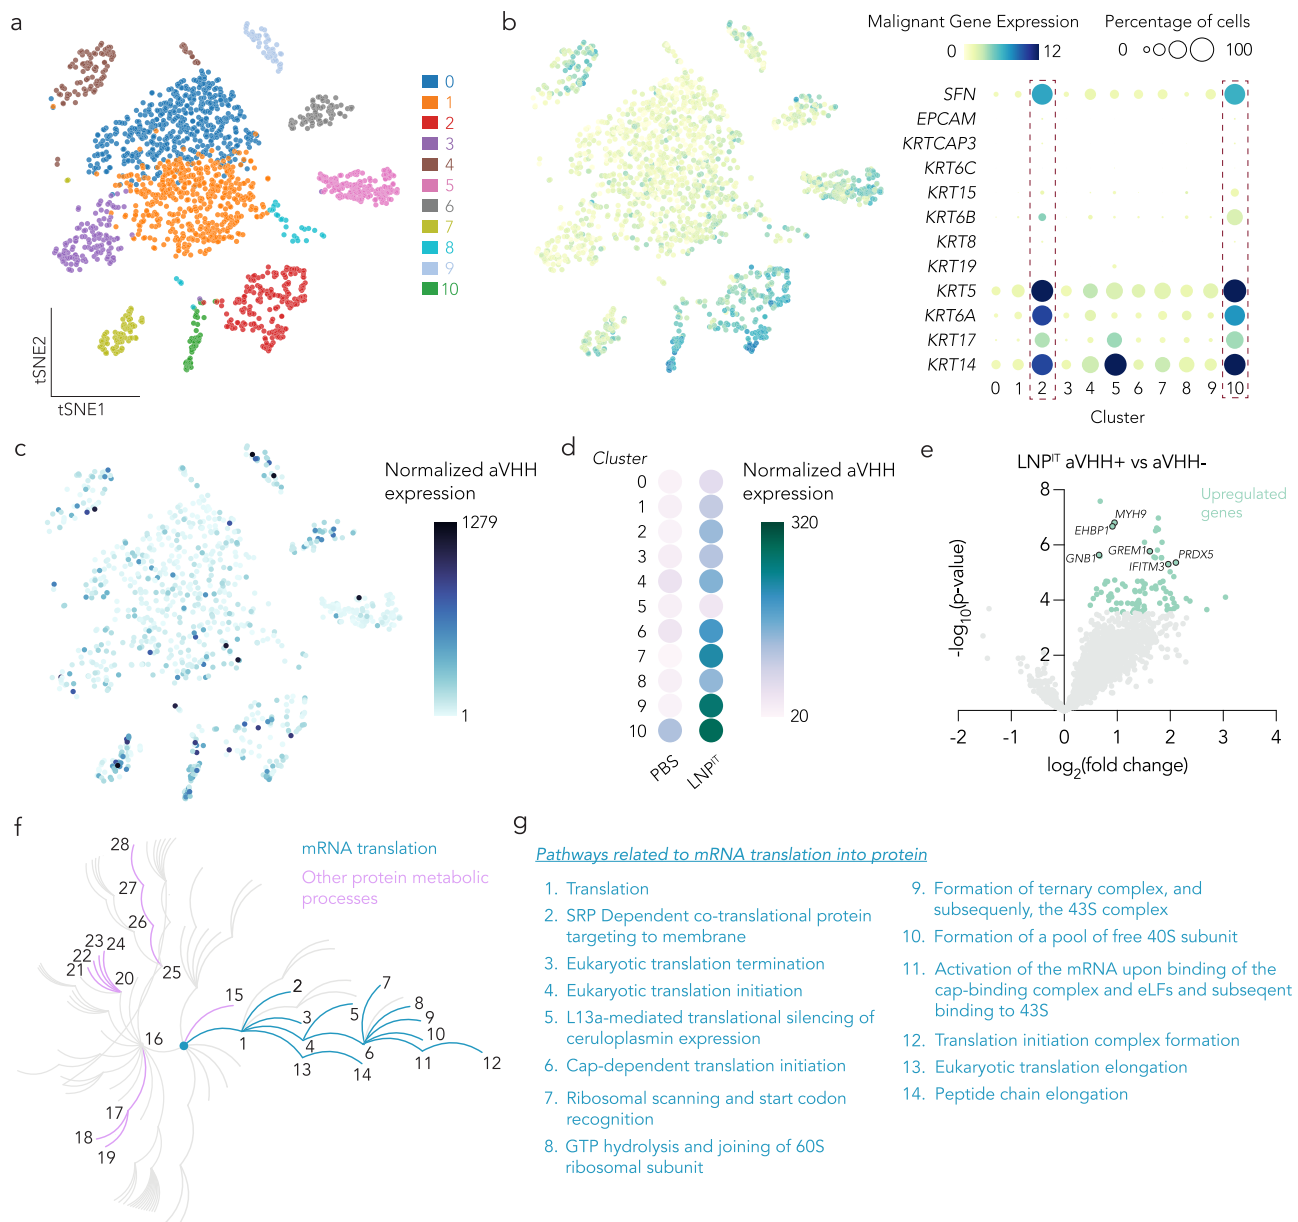 a
0
1
2
3
4
5
6
7
8
9
10
tSNE2
tSNE1
b
Malignant Gene Expression
0
12
Percentage of cells
0
100
SFN
EPCAM
KRTCAP3
KRT6C
KRT15
KRT6B
KRT8
KRT19
KRT5
KRT6A
KRT17
KRT14
0 1 2 3 4 5 6 7 8 9 10
Cluster
c
Normalized aVHH
expression
1279
1
d
Cluster
0
1
2
3
4
5
6
7
8
9
10
PBS
LNPᴵᵀ
Normalized aVHH
expression
320
20
e
LNPᴵᵀ aVHH+ vs aVHH-
Upregulated
genes
8
6
4
2
-log₁₀(p-value)
MYH9
EHBP1
GREM1
GNB1
IFITM3
PRDX5
-2 -1 0 1 2 3 4
log₂(fold change)
f
mRNA translation
Other protein metabolic
processes
28
27
26
25
23
24
22
21
20
16
15
17
18
19
1
2
3
4
5
6
7
8
9
10
11
12
13
14
g
Pathways related to mRNA translation into protein
1. Translation
2. SRP Dependent co-translational protein
targeting to membrane
3. Eukaryotic translation termination
4. Eukaryotic translation initiation
5. L13a-mediated translational silencing of
ceruloplasmin expression
6. Cap-dependent translation initiation
7. Ribosomal scanning and start codon
recognition
8. GTP hydrolysis and joining of 60S
ribosomal subunit
9. Formation of ternary complex, and
subsequently, the 43S complex
10. Formation of a pool of free 40S subunit
11. Activation of the mRNA upon binding of the
cap-binding complex and eLFs and subseqent
binding to 43S
12. Translation initiation complex formation
13. Eukaryotic translation elongation
14. Peptide chain elongation